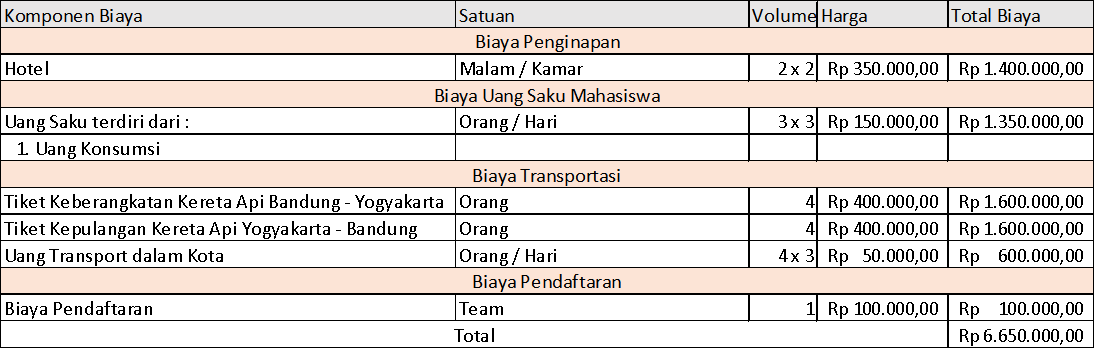 Komponen Biaya Satuan Volume Harga Total Biaya
Biaya Penginapan
Hotel Malam / Kamar 2 x 2 Rp 350.000,00 Rp 1.400.000,00
Biaya Uang Saku Mahasiswa
Uang Saku terdiri dari : Orang / Hari 3 x 3 Rp 150.000,00 Rp 1.350.000,00
1. Uang Konsumsi
Biaya Transportasi
Tiket Keberangkatan Kereta Api Bandung - Yogyakarta Orang 4 Rp 400.000,00 Rp 1.600.000,00
Tiket Kepulangan Kereta Api Yogyakarta - Bandung Orang 4 Rp 400.000,00 Rp 1.600.000,00
Uang Transport dalam Kota Orang / Hari 4 x 3 Rp 50.000,00 Rp 600.000,00
Biaya Pendaftaran
Biaya Pendaftaran Team 1 Rp 100.000,00 Rp 100.000,00
Total Rp 6.650.000,00